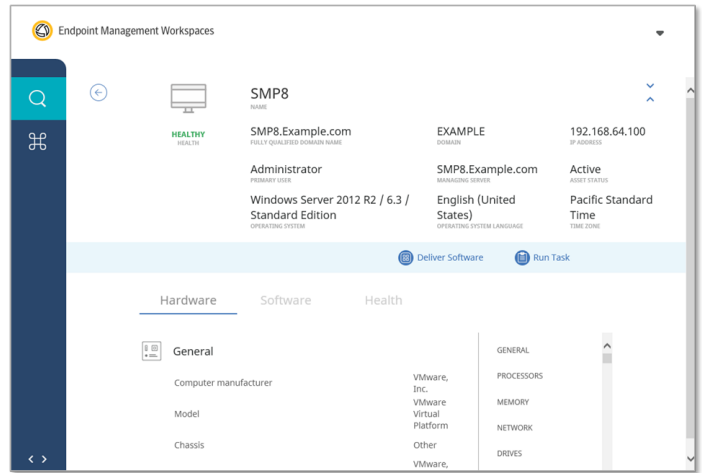 Endpoint Management Workspaces
SMP8
NAME
HEALTHY
HEALTH
SMP8.Example.com
FULLY QUALIFIED DOMAIN NAME
EXAMPLE
DOMAIN
192.168.64.100
IP ADDRESS
Administrator
PRIMARY USER
SMP8.Example.com
MANAGING SERVER
Active
ASSET STATUS
Windows Server 2012 R2 / 6.3 /
Standard Edition
OPERATING SYSTEM
English (United
States)
OPERATING SYSTEM LANGUAGE
Pacific Standard
Time
TIME ZONE
Deliver Software
Run Task
Hardware
Software
Health
General
Computer manufacturer
VMware,
Inc.
Model
VMware
Virtual
Platform
Chassis
Other
VMware,
GENERAL
PROCESSORS
MEMORY
NETWORK
DRIVES